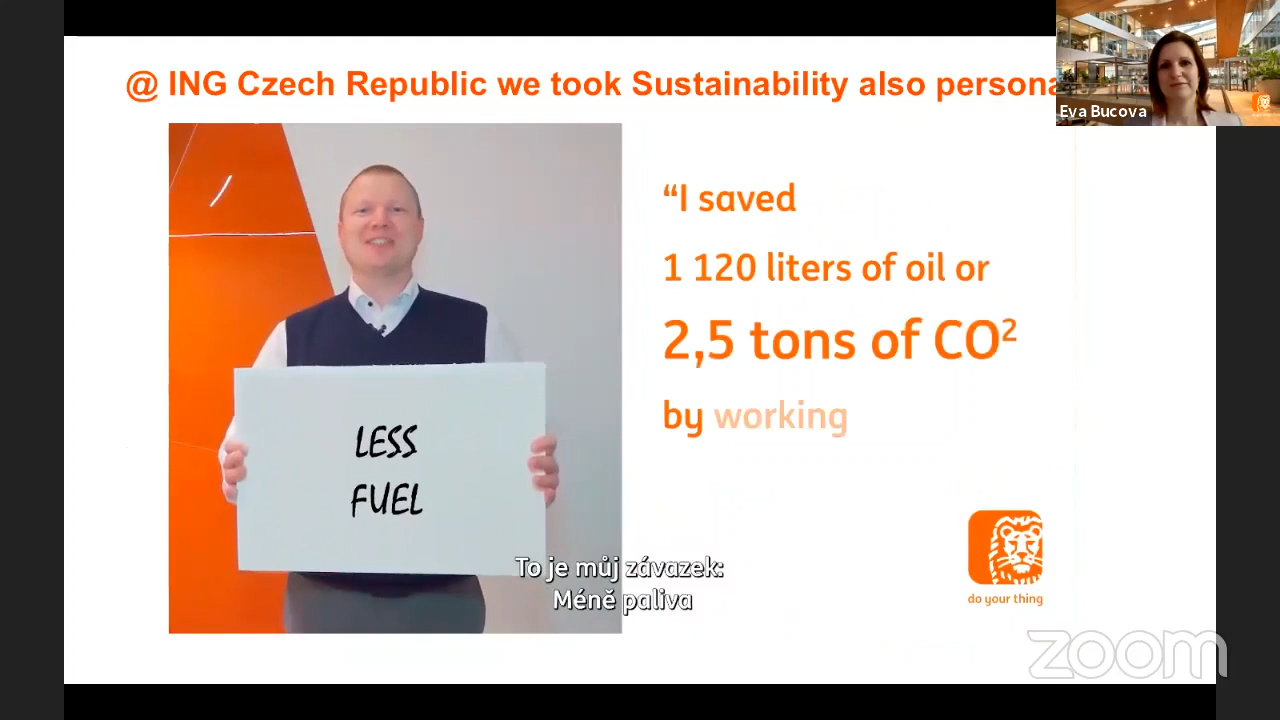 @ ING Czech Republic we took Sustainability also persona
Eva Bucova
“I saved
1 120 liters of oil or
2,5 tons of CO²
by working
LESS
FUEL
To je můj závazek:
Méně paliva
do your thing
zoom